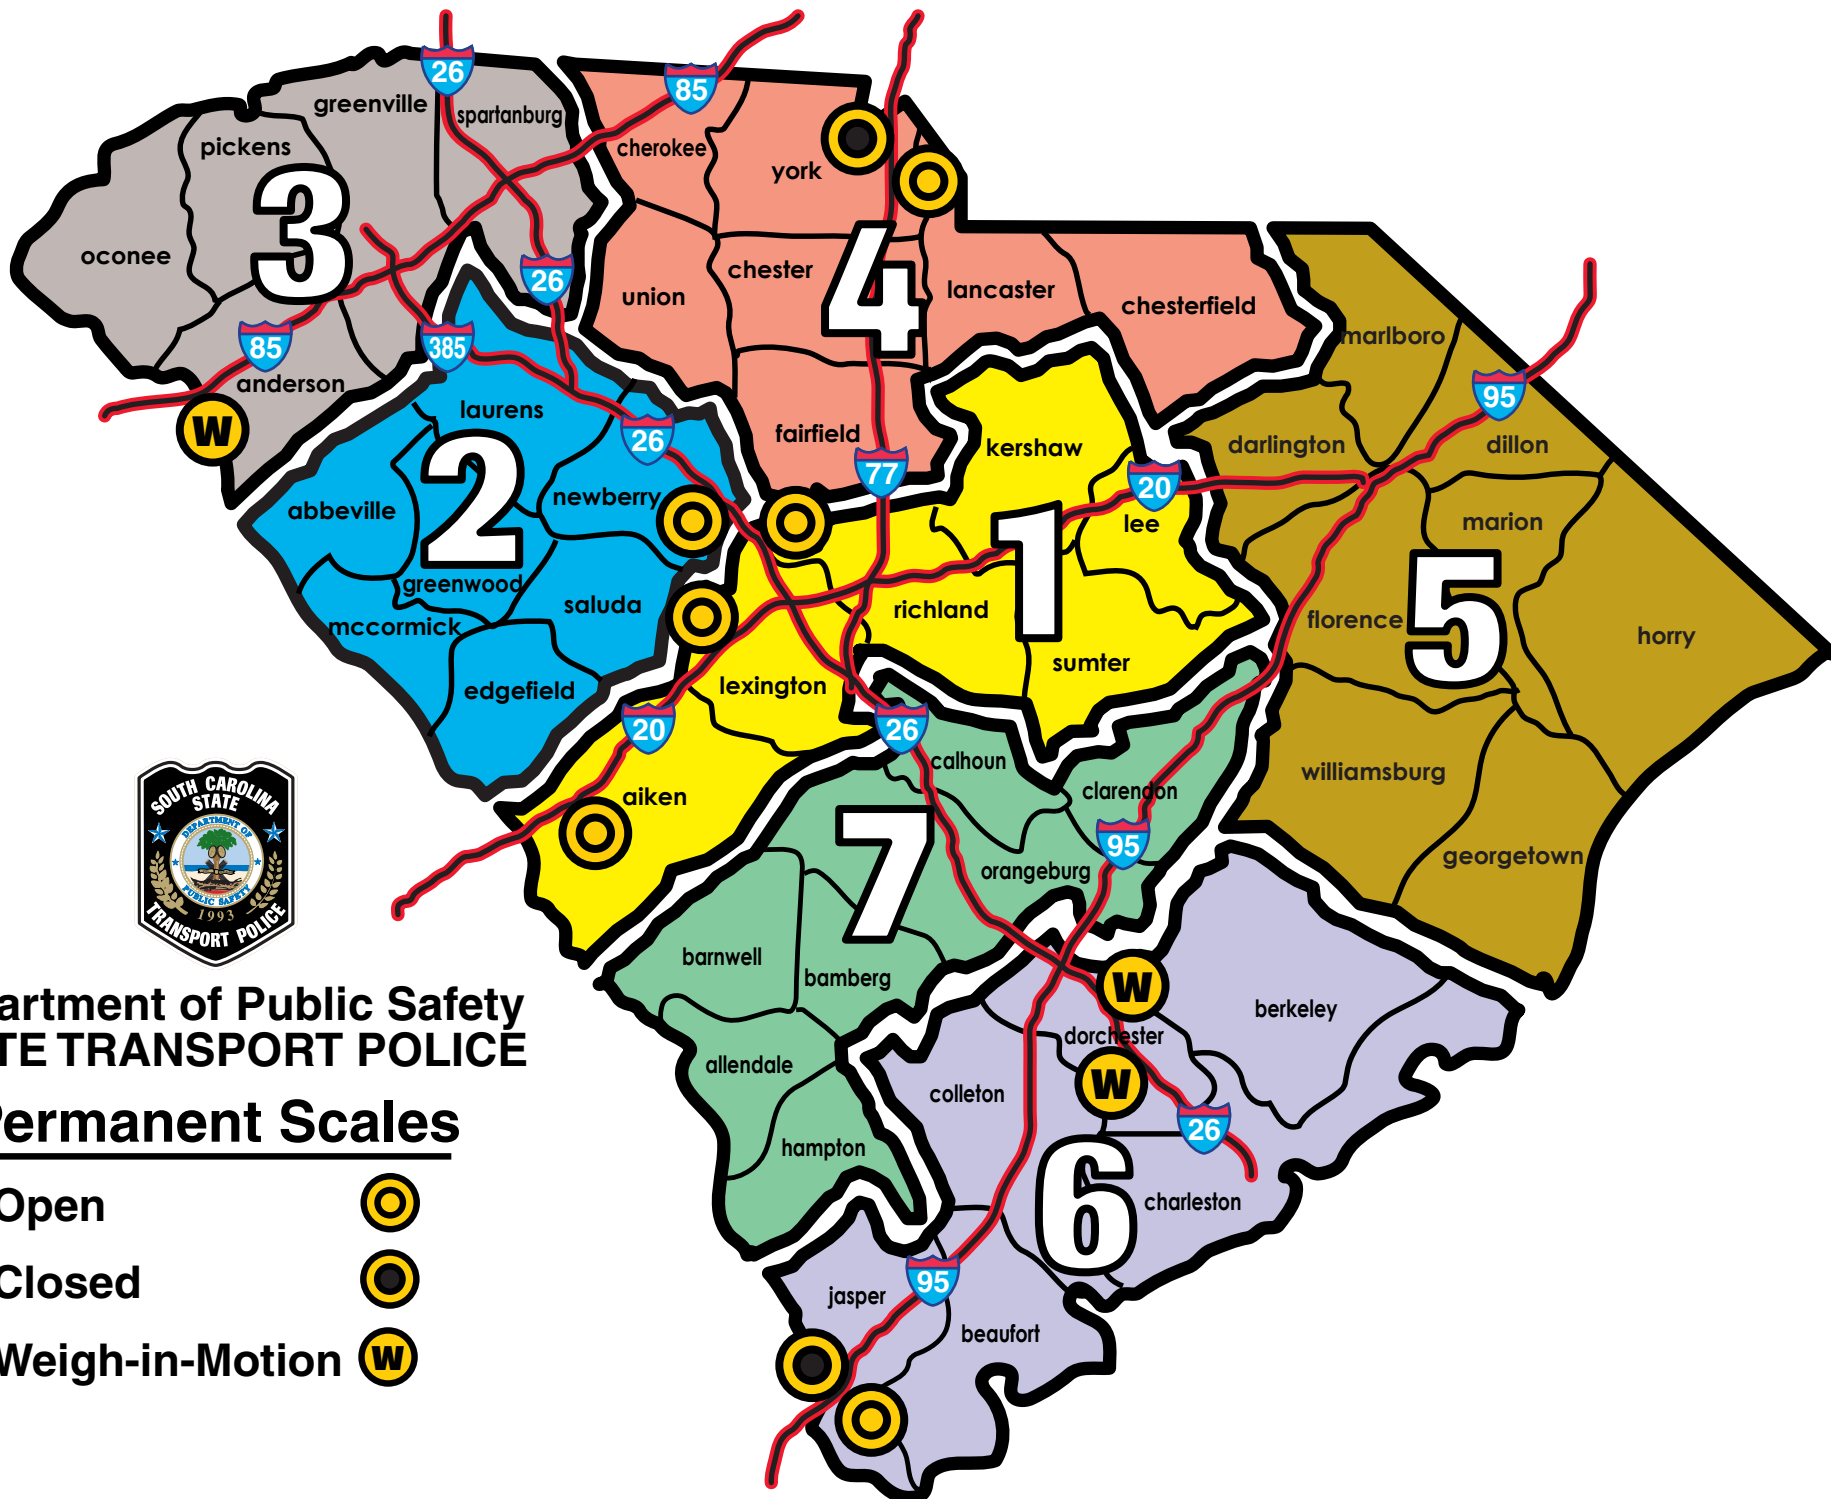 26
85
greenville
spartanburg
pickens
cherokee
york
3
oconee
4
26
union
chester
lancaster
chesterfield
85
385
anderson
marlboro
95
laurens
26
fairfield
77
kershaw
20
darlington
dillon
W
2
abbeville
newberry
1
lee
marion
greenwood
saluda
richland
florence
5
horry
mccormick
edgefield
lexington
sumter
20
26
calhoun
clarendon
williamsburg
aiken
7
orangeburg
95
georgetown
SOUTH CAROLINA
STATE
DEPARTMENT OF
PUBLIC SAFETY
1993
TRANSPORT POLICE
barnwell
bamberg
W
berkeley
artment of Public Safety
TE TRANSPORT POLICE
allendale
dorchester
W
colleton
Permanent Scales
hampton
26
6
charleston
Open
Closed
95
jasper
beaufort
Weigh-in-Motion W